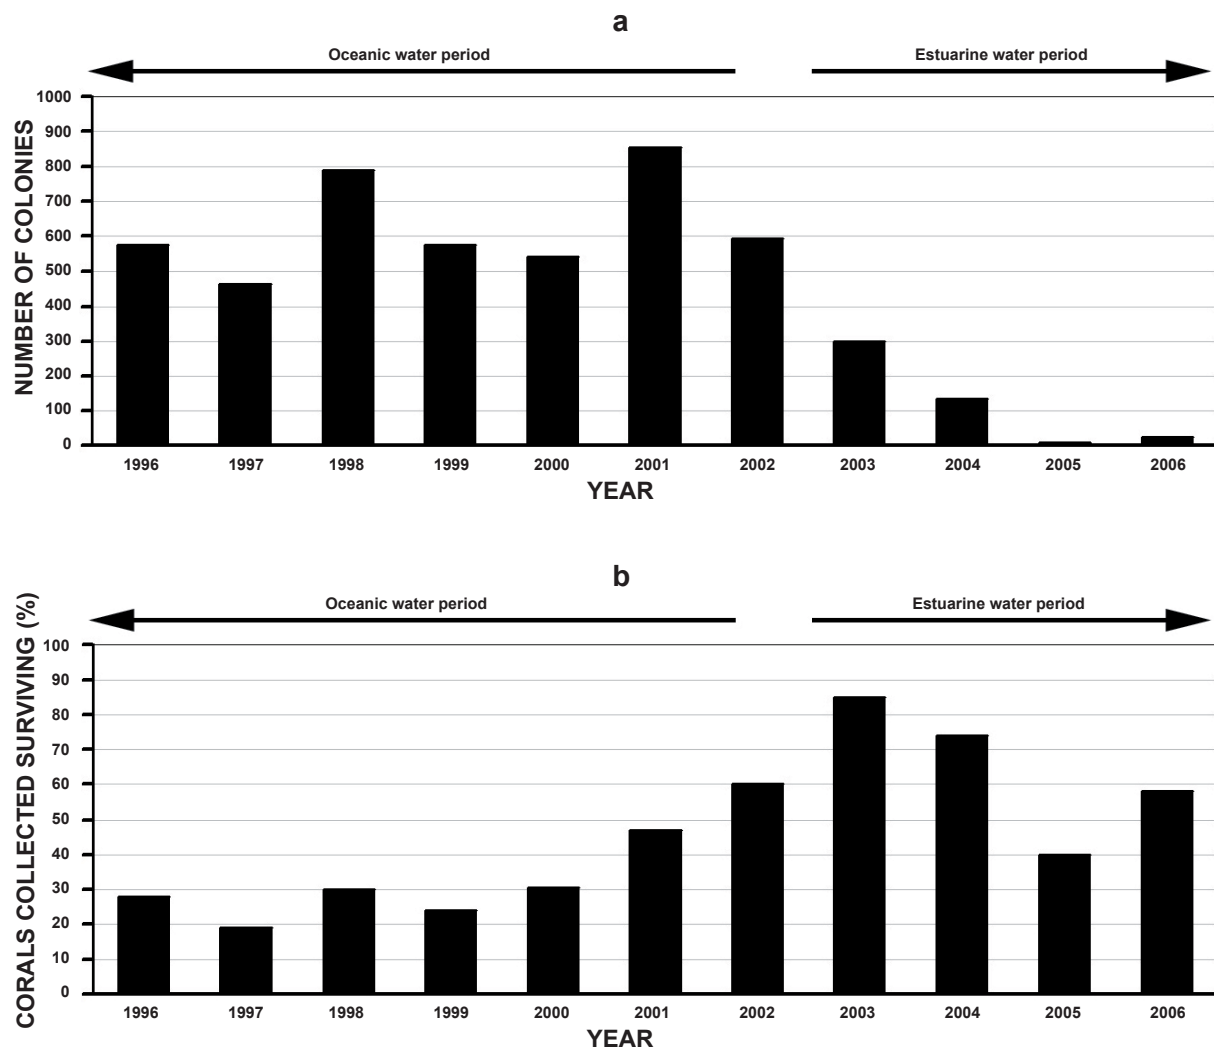 a
Oceanic water period
Estuarine water period
NUMBER OF COLONIES
1000
900
800
700
600
500
400
300
200
100
0
1996 1997 1998 1999 2000 2001 2002 2003 2004 2005 2006
YEAR
b
Oceanic water period
Estuarine water period
CORALS COLLECTED SURVIVING (%)
100
90
80
70
60
50
40
30
20
10
0
1996 1997 1998 1999 2000 2001 2002 2003 2004 2005 2006
YEAR